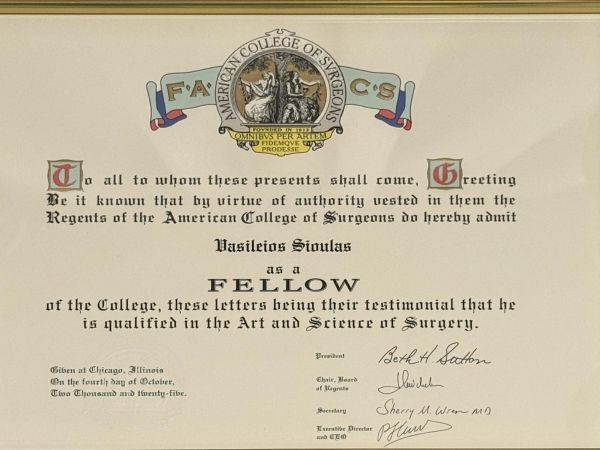 F·A·C·S
AMERICAN COLLEGE OF SVRGEONS
FOUNDED IN 1913
OMNIBVS PER ARTEM
FIDEMQVE
PRODESSE
To all to whom these presents shall come, Greeting
Be it known that by virtue of authority vested in them the
Regents of the American College of Surgeons do hereby admit
Vasileios Sioulas
as a
FELLOW
of the College, these letters being their testimonial that he
is qualified in the Art and Science of Surgery.
Given at Chicago, Illinois
On the fourth day of October,
Two Thousand and twenty-five.
President
Beth H Sutton
Chair, Board
of Regents
Secretary
Sherry M. Wren MD
Executive Director
and CEO